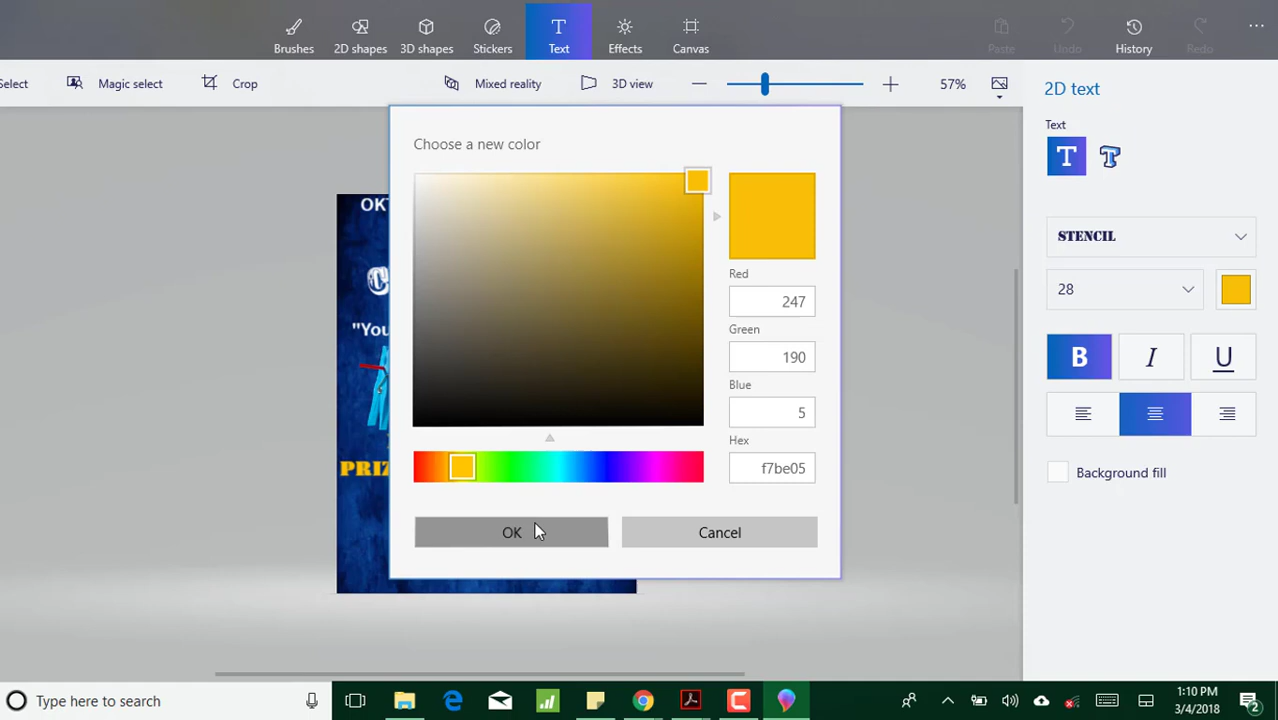 Brushes 2D shapes 3D shapes Stickers Text Effects Canvas Paste Undo History Redo
Select Magic select Crop Mixed reality 3D view 57%
2D text
Text
STENCIL
28
B I U
Background fill
Choose a new color
Red
247
Green
190
Blue
5
Hex
f7be05
OK Cancel
OKT
"You
PRIZ
Type here to search
1:10 PM
3/4/2018
2